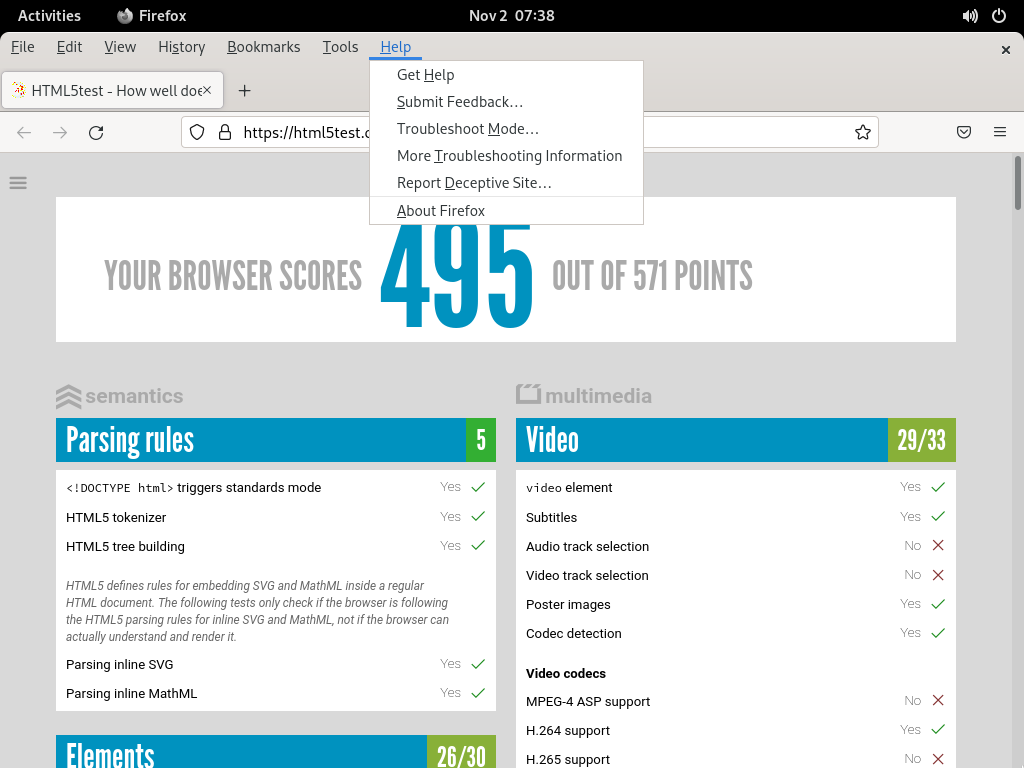 Activities Firefox Nov 2 07:38
File Edit View History Bookmarks Tools Help
HTML5test - How well doe
https://html5test.c
Get Help
Submit Feedback…
Troubleshoot Mode…
More Troubleshooting Information
Report Deceptive Site…
About Firefox
YOUR BROWSER SCORES 495 OUT OF 571 POINTS
semantics
Parsing rules 5
<!DOCTYPE html> triggers standards mode Yes
HTML5 tokenizer Yes
HTML5 tree building Yes
HTML5 defines rules for embedding SVG and MathML inside a regular
HTML document. The following tests only check if the browser is following
the HTML5 parsing rules for inline SVG and MathML, not if the browser can
actually understand and render it.
Parsing inline SVG Yes
Parsing inline MathML Yes
Elements 26/30
multimedia
Video 29/33
video element Yes
Subtitles Yes
Audio track selection No
Video track selection No
Poster images Yes
Codec detection Yes
Video codecs
MPEG-4 ASP support No
H.264 support Yes
H.265 support No